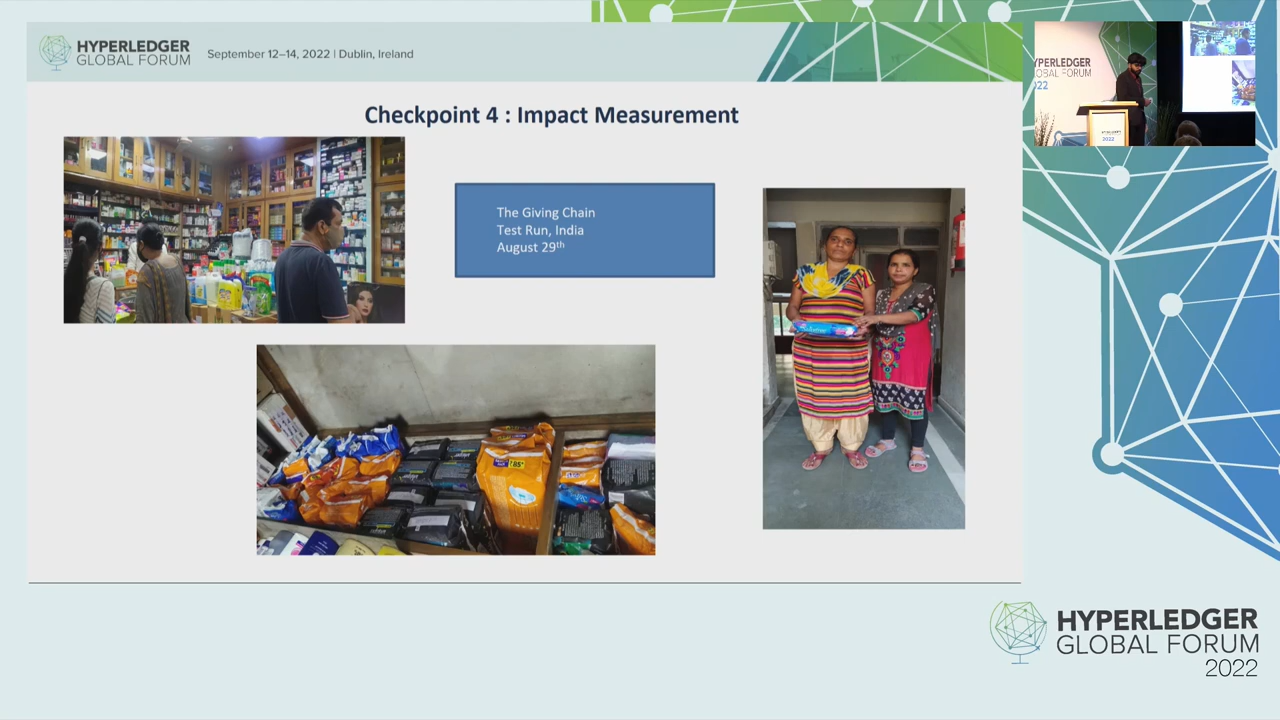 HYPERLEDGER
GLOBAL FORUM
September 12–14, 2022 | Dublin, Ireland
Checkpoint 4 : Impact Measurement
The Giving Chain
Test Run, India
August 29th
HYPERLEDGER
GLOBAL FORUM
2022